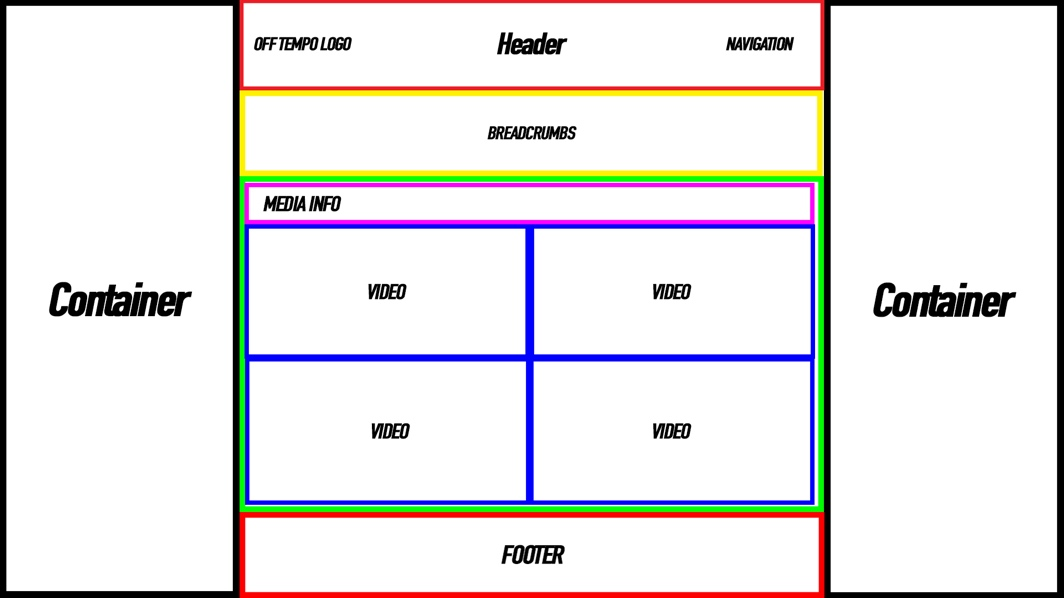 OFF TEMPO LOGO
Header
NAVIGATION
BREADCRUMBS
MEDIA INFO
Container
VIDEO
VIDEO
Container
VIDEO
VIDEO
FOOTER